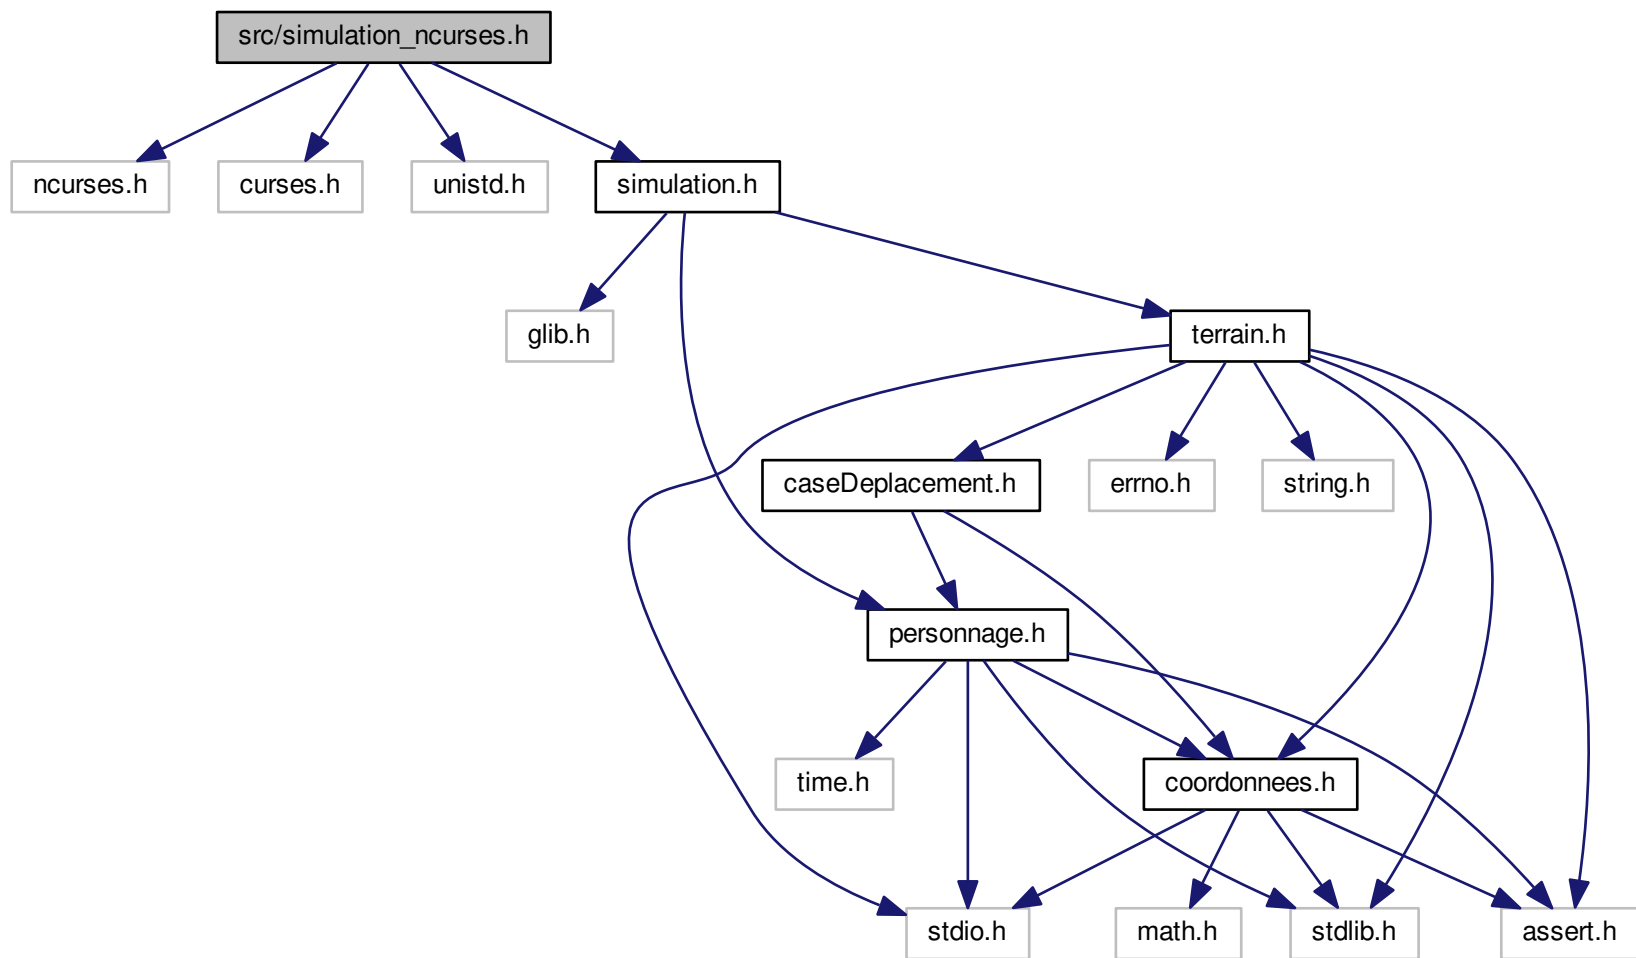 src/simulation_ncurses.h
ncurses.h
curses.h
unistd.h
simulation.h
glib.h
terrain.h
caseDeplacement.h
errno.h
string.h
personnage.h
time.h
coordonnees.h
stdio.h
math.h
stdlib.h
assert.h